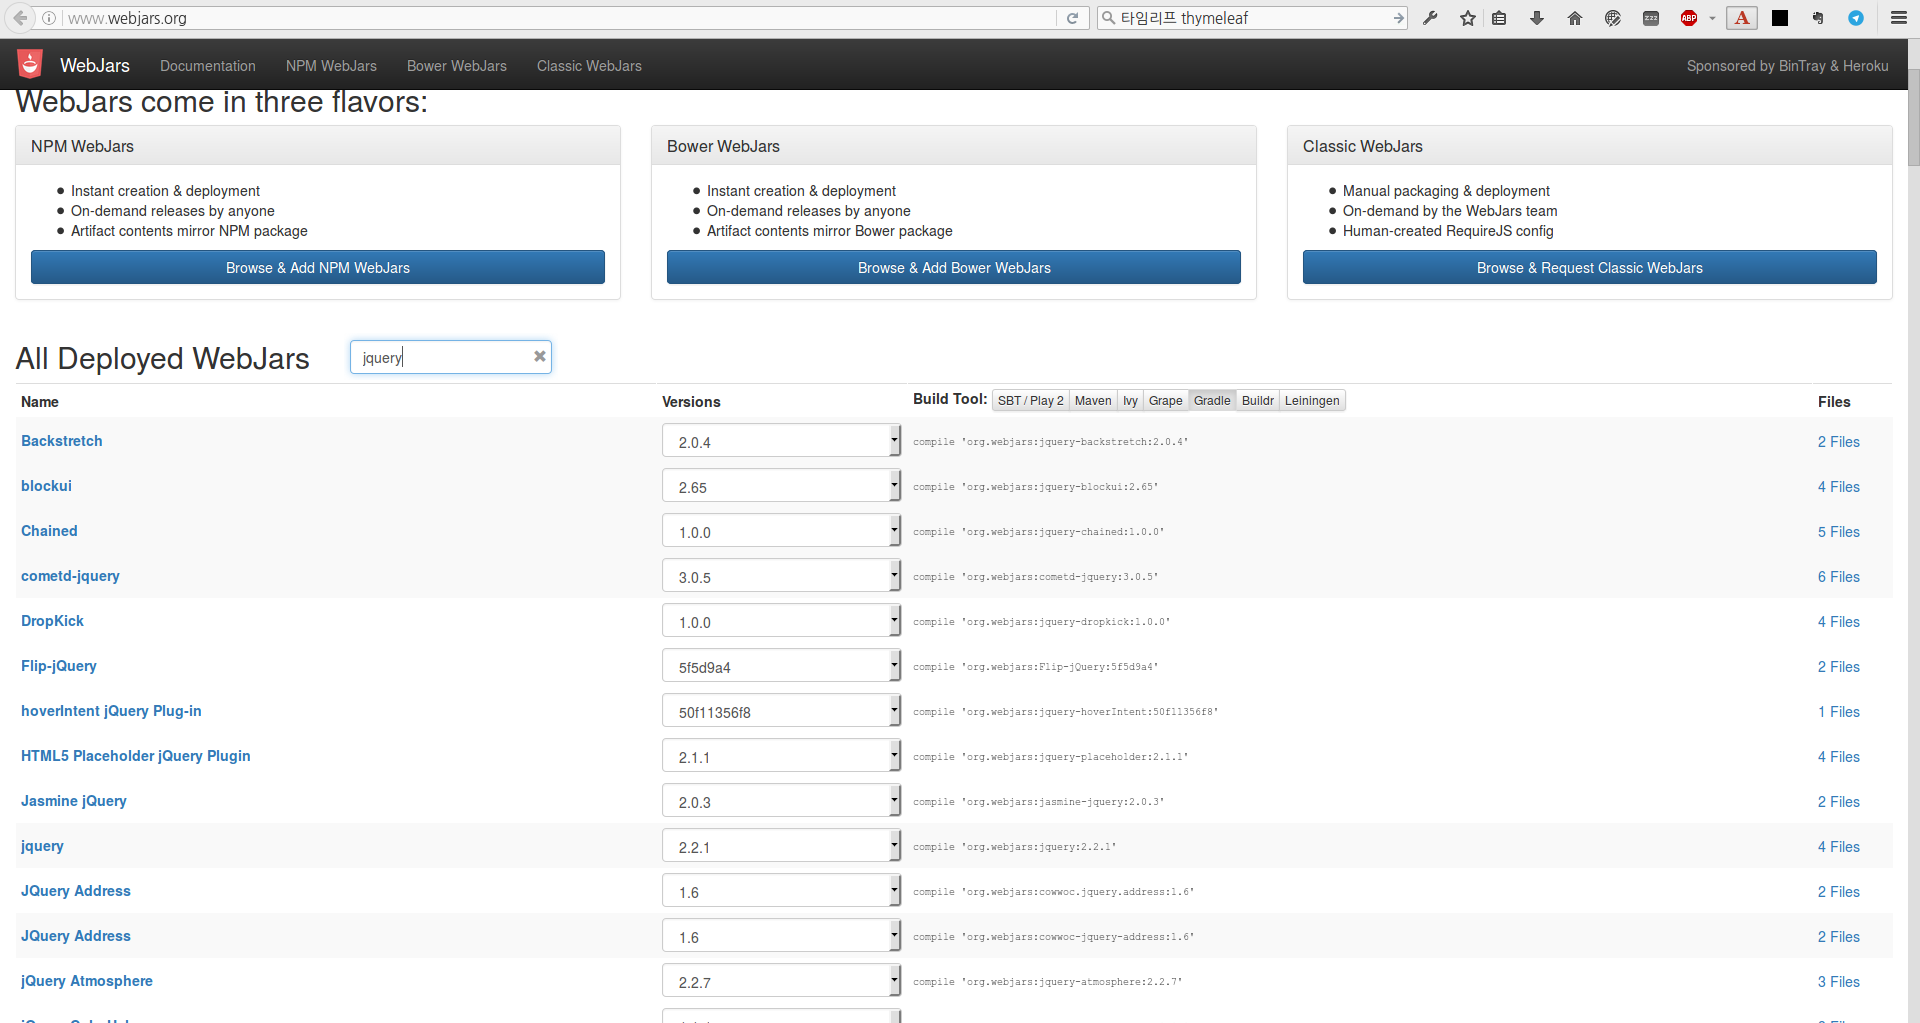 www.webjars.org
타임리프 thymeleaf
zzz
ABP
A
WebJars Documentation NPM WebJars Bower WebJars Classic WebJars Sponsored by BinTray & Heroku
WebJars come in three flavors:
NPM WebJars
• Instant creation & deployment
• On-demand releases by anyone
• Artifact contents mirror NPM package
Browse & Add NPM WebJars
Bower WebJars
• Instant creation & deployment
• On-demand releases by anyone
• Artifact contents mirror Bower package
Browse & Add Bower WebJars
Classic WebJars
• Manual packaging & deployment
• On-demand by the WebJars team
• Human-created RequireJS config
Browse & Request Classic WebJars
All Deployed WebJars jquery
Name Versions Build Tool: SBT / Play 2 Maven Ivy Grape Gradle Buildr Leiningen Files
Backstretch 2.0.4 compile 'org.webjars:jquery-backstretch:2.0.4' 2 Files
blockui 2.65 compile 'org.webjars:jquery-blockui:2.65' 4 Files
Chained 1.0.0 compile 'org.webjars:jquery-chained:1.0.0' 5 Files
cometd-jquery 3.0.5 compile 'org.webjars:cometd-jquery:3.0.5' 6 Files
DropKick 1.0.0 compile 'org.webjars:jquery-dropkick:1.0.0' 4 Files
Flip-jQuery 5f5d9a4 compile 'org.webjars:Flip-jQuery:5f5d9a4' 2 Files
hoverIntent jQuery Plug-in 50f11356f8 compile 'org.webjars:jquery-hoverIntent:50f11356f8' 1 Files
HTML5 Placeholder jQuery Plugin 2.1.1 compile 'org.webjars:jquery-placeholder:2.1.1' 4 Files
Jasmine jQuery 2.0.3 compile 'org.webjars:jasmine-jquery:2.0.3' 2 Files
jquery 2.2.1 compile 'org.webjars:jquery:2.2.1' 4 Files
JQuery Address 1.6 compile 'org.webjars:cowwoc.jquery.address:1.6' 2 Files
JQuery Address 1.6 compile 'org.webjars:cowwoc-jquery-address:1.6' 2 Files
jQuery Atmosphere 2.2.7 compile 'org.webjars:jquery-atmosphere:2.2.7' 3 Files